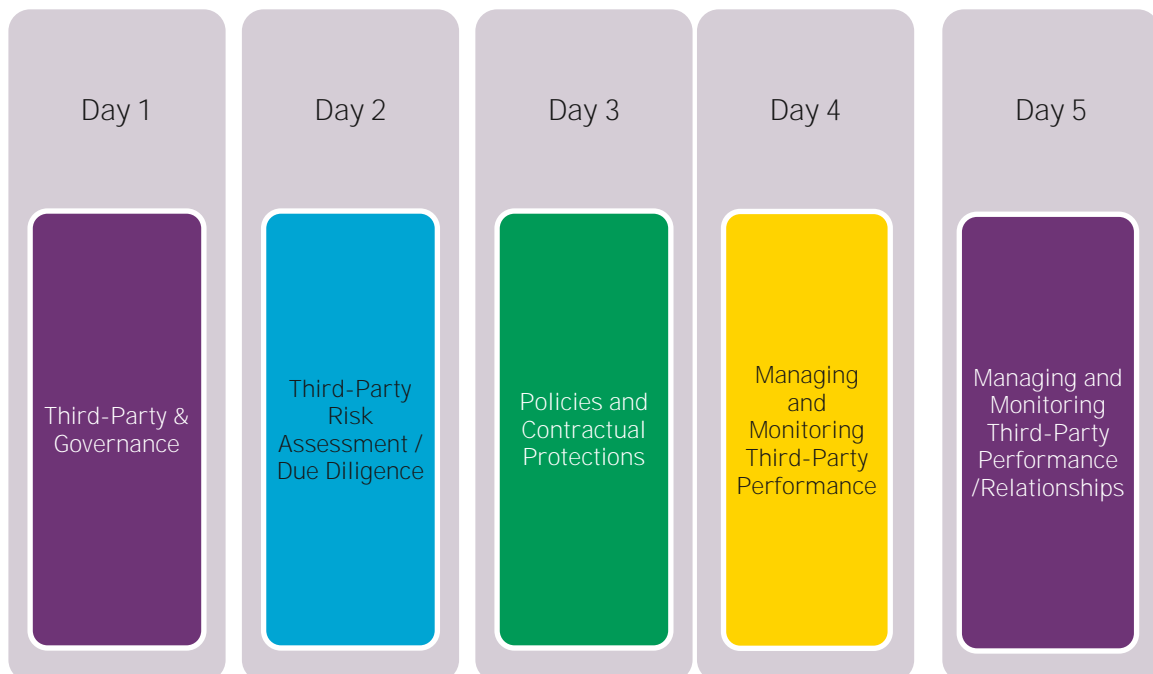 Day 1
Third-Party &
Governance
Day 2
Third-Party
Risk
Assessment /
Due Diligence
Day 3
Policies and
Contractual
Protections
Day 4
Managing
and
Monitoring
Third-Party
Performance
Day 5
Managing and
Monitoring
Third-Party
Performance
/Relationships